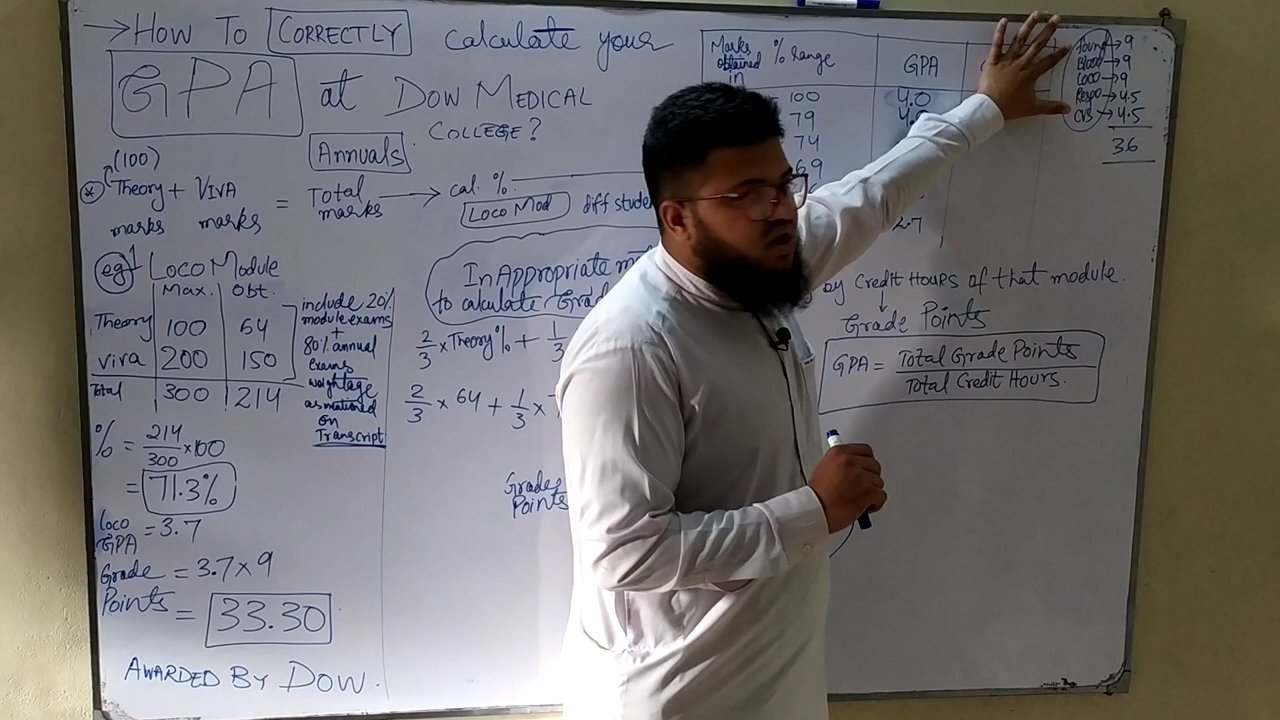 → HOW TO CORRECTLY calculate your
GPA at DOW MEDICAL
COLLEGE?
Annuals
(100)
* Theory + VIVA = Total → cal. %.
marks marks marks
Loco Mod diff
eg1 LOCO Module
Max. Obt.
Theory 100 64
viva 200 150
Total 300 214
include 20%
module exams
+
80% annual
exams
weightage
on
Transcript
% = 214/300 × 100
= 71.3%
Loco GPA = 3.7
Grade Points = 3.7 × 9
= 33.30
AWARDED BY DOW.
In Appropriate
to calculate
2/3 × Theory % + 1/3
2/3 × 64 + 1/3 ×
Grades
Points
Marks obtained in % range GPA
100 4.0
79
74
69
2.7
Found → 9
Blood → 9
Loco → 9
Respo → 4.5
CVS → 4.5
36
by Credit Hours of that module.
↓
Grade Points
GPA = Total Grade Points / Total Credit Hours.